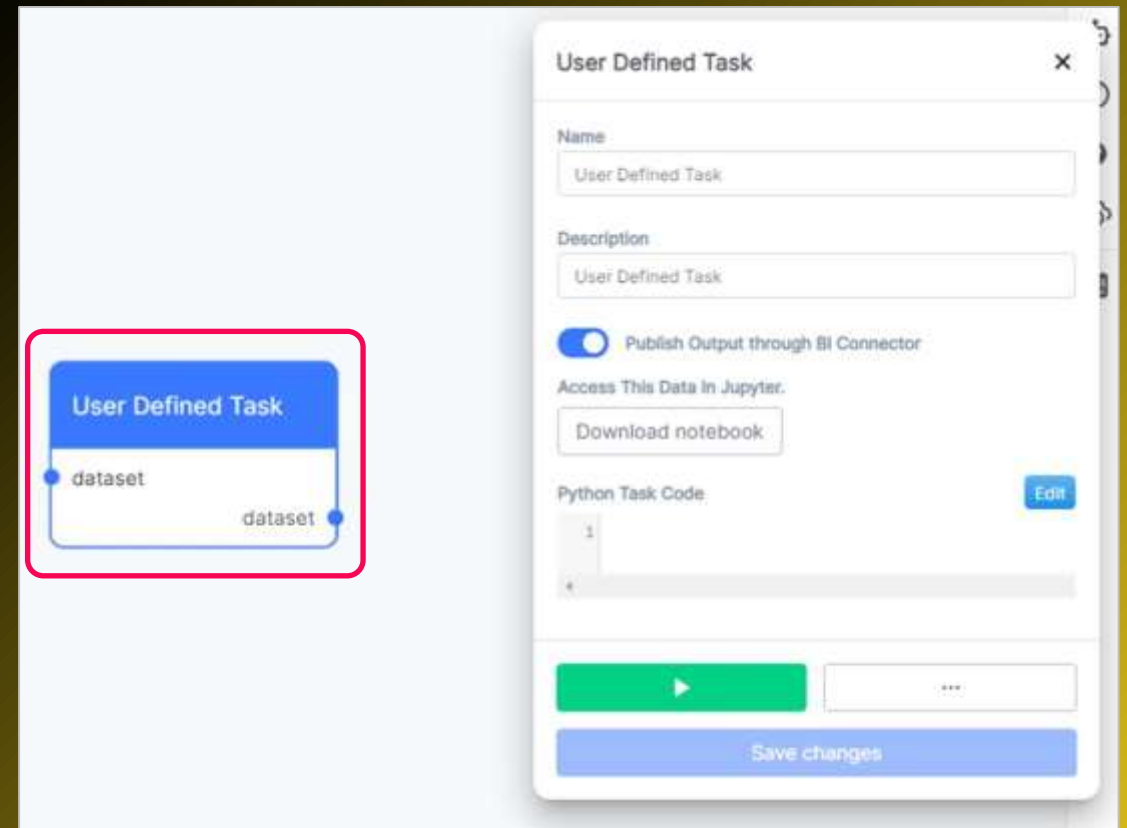 User Defined Task
dataset
dataset
User Defined Task
Name
User Defined Task
Description
User Defined Task
Publish Output through BI Connector
Access This Data In Jupyter.
Download notebook
Python Task Code
Edit
1
...
Save changes